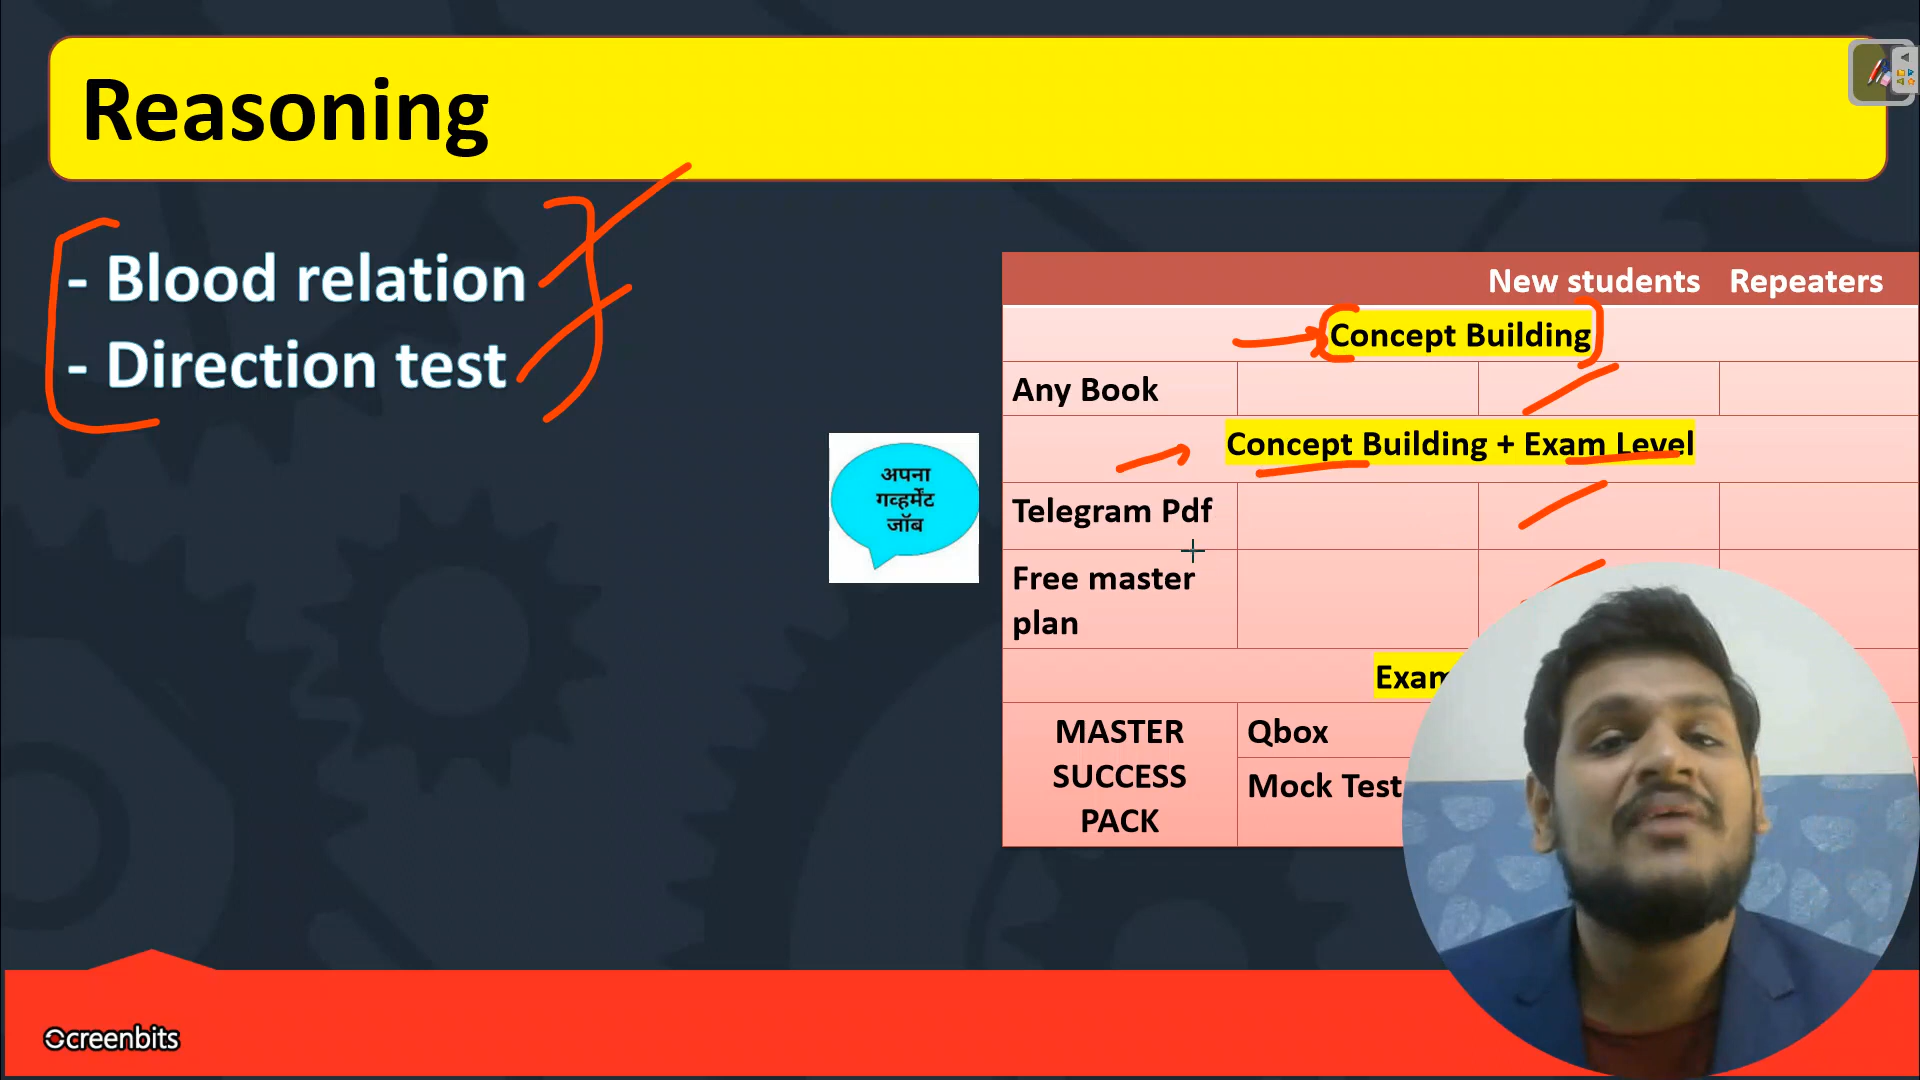 Reasoning
- Blood relation
- Direction test
अपना
गव्हर्मेंट
जॉब
New students Repeaters
Concept Building
Any Book
Concept Building + Exam Level
Telegram Pdf
Free master
plan
Exam
MASTER
SUCCESS
PACK
Qbox
Mock Test
Screenbits